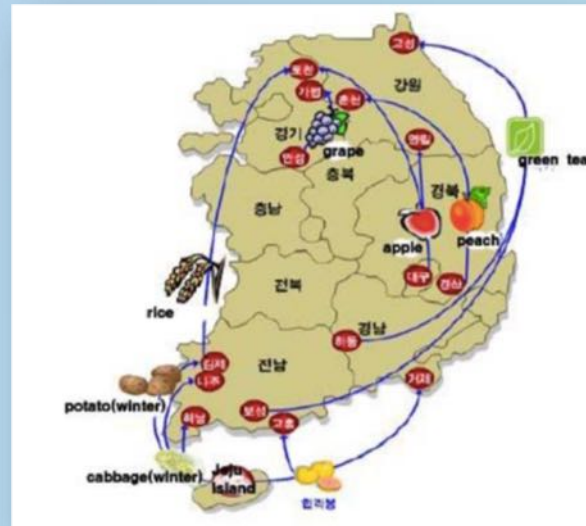 고성
포천
강원
가평
춘천
경기
grape
green tea
안성
영월
충북
경북
충남
apple
peach
대구
경산
rice
전북
경남
하동
김제
전남
나주
거제
potato(winter)
해남
보성
고흥
cabbage(winter)
Jeju
island
한라봉